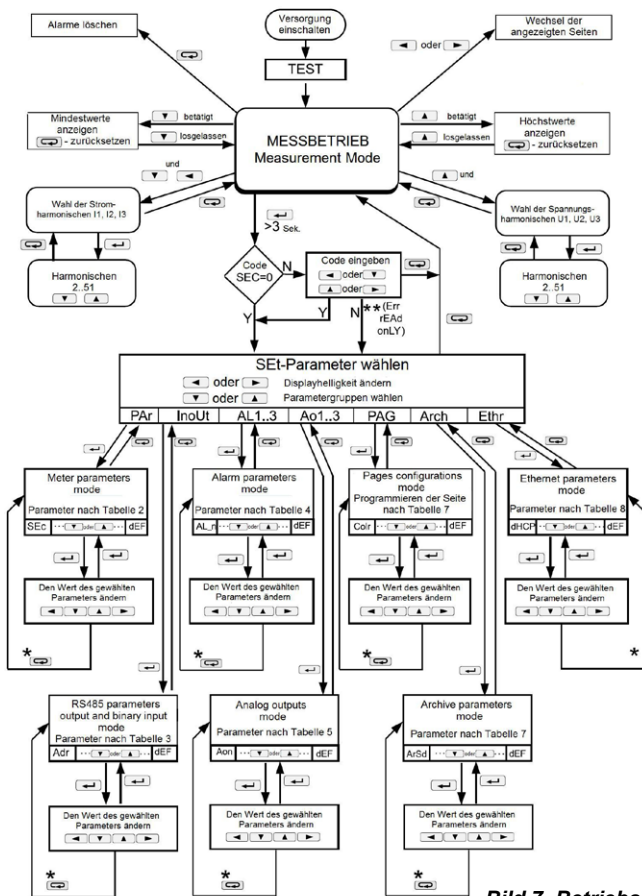 Alarme löschen
Versorgung
einschalten
oder
Wechsel der
angezeigten Seiten
TEST
Mindestwerte
anzeigen
- zurücksetzen
betätigt
losgelassen
MESSBETRIEB
Measurement Mode
betätigt
losgelassen
Höchstwerte
anzeigen
- zurücksetzen
und
und
Wahl der Strom-
harmonischen I1, I2, I3
>3 Sek.
Wahl der Spannungs-
harmonischen U1, U2, U3
Harmonischen
2..51
Code
SEC=0
N
Code eingeben
oder
oder
Harmonischen
2..51
Y
Y
N
**(Err
rEAd
onLY)
SEt-Parameter wählen
oder Displayhelligkeit ändern
oder Parametergruppen wählen
PAr InoUt AL1..3 Ao1..3 PAG Arch Ethr
Meter parameters
mode
Parameter nach Tabelle 2
SEc ... oder ... dEF
Alarm parameters
mode
Parameter nach Tabelle 4
AL_n ... oder ... dEF
Pages configurations
mode
Programmieren der Seite
nach Tabelle 7
Colr ... oder ... dEF
Ethernet parameters
mode
Parameter nach Tabelle 8
dHCP ... oder ... dEF
Den Wert des gewählten
Parameters ändern
Den Wert des gewählten
Parameters ändern
Den Wert des gewählten
Parameters ändern
Den Wert des gewählten
Parameters ändern
*
*
*
*
RS485 parameters
output and binary input
mode
Parameter nach Tabelle 3
Adr ... oder ... dEF
Analog outputs
mode
Parameter nach Tabelle 5
Aon ... oder ... dEF
Archive parameters
mode
Parameter nach Tabelle 7
ArSd ... oder ... dEF
Den Wert des gewählten
Parameters ändern
Den Wert des gewählten
Parameters ändern
Den Wert des gewählten
Parameters ändern
*
*
*